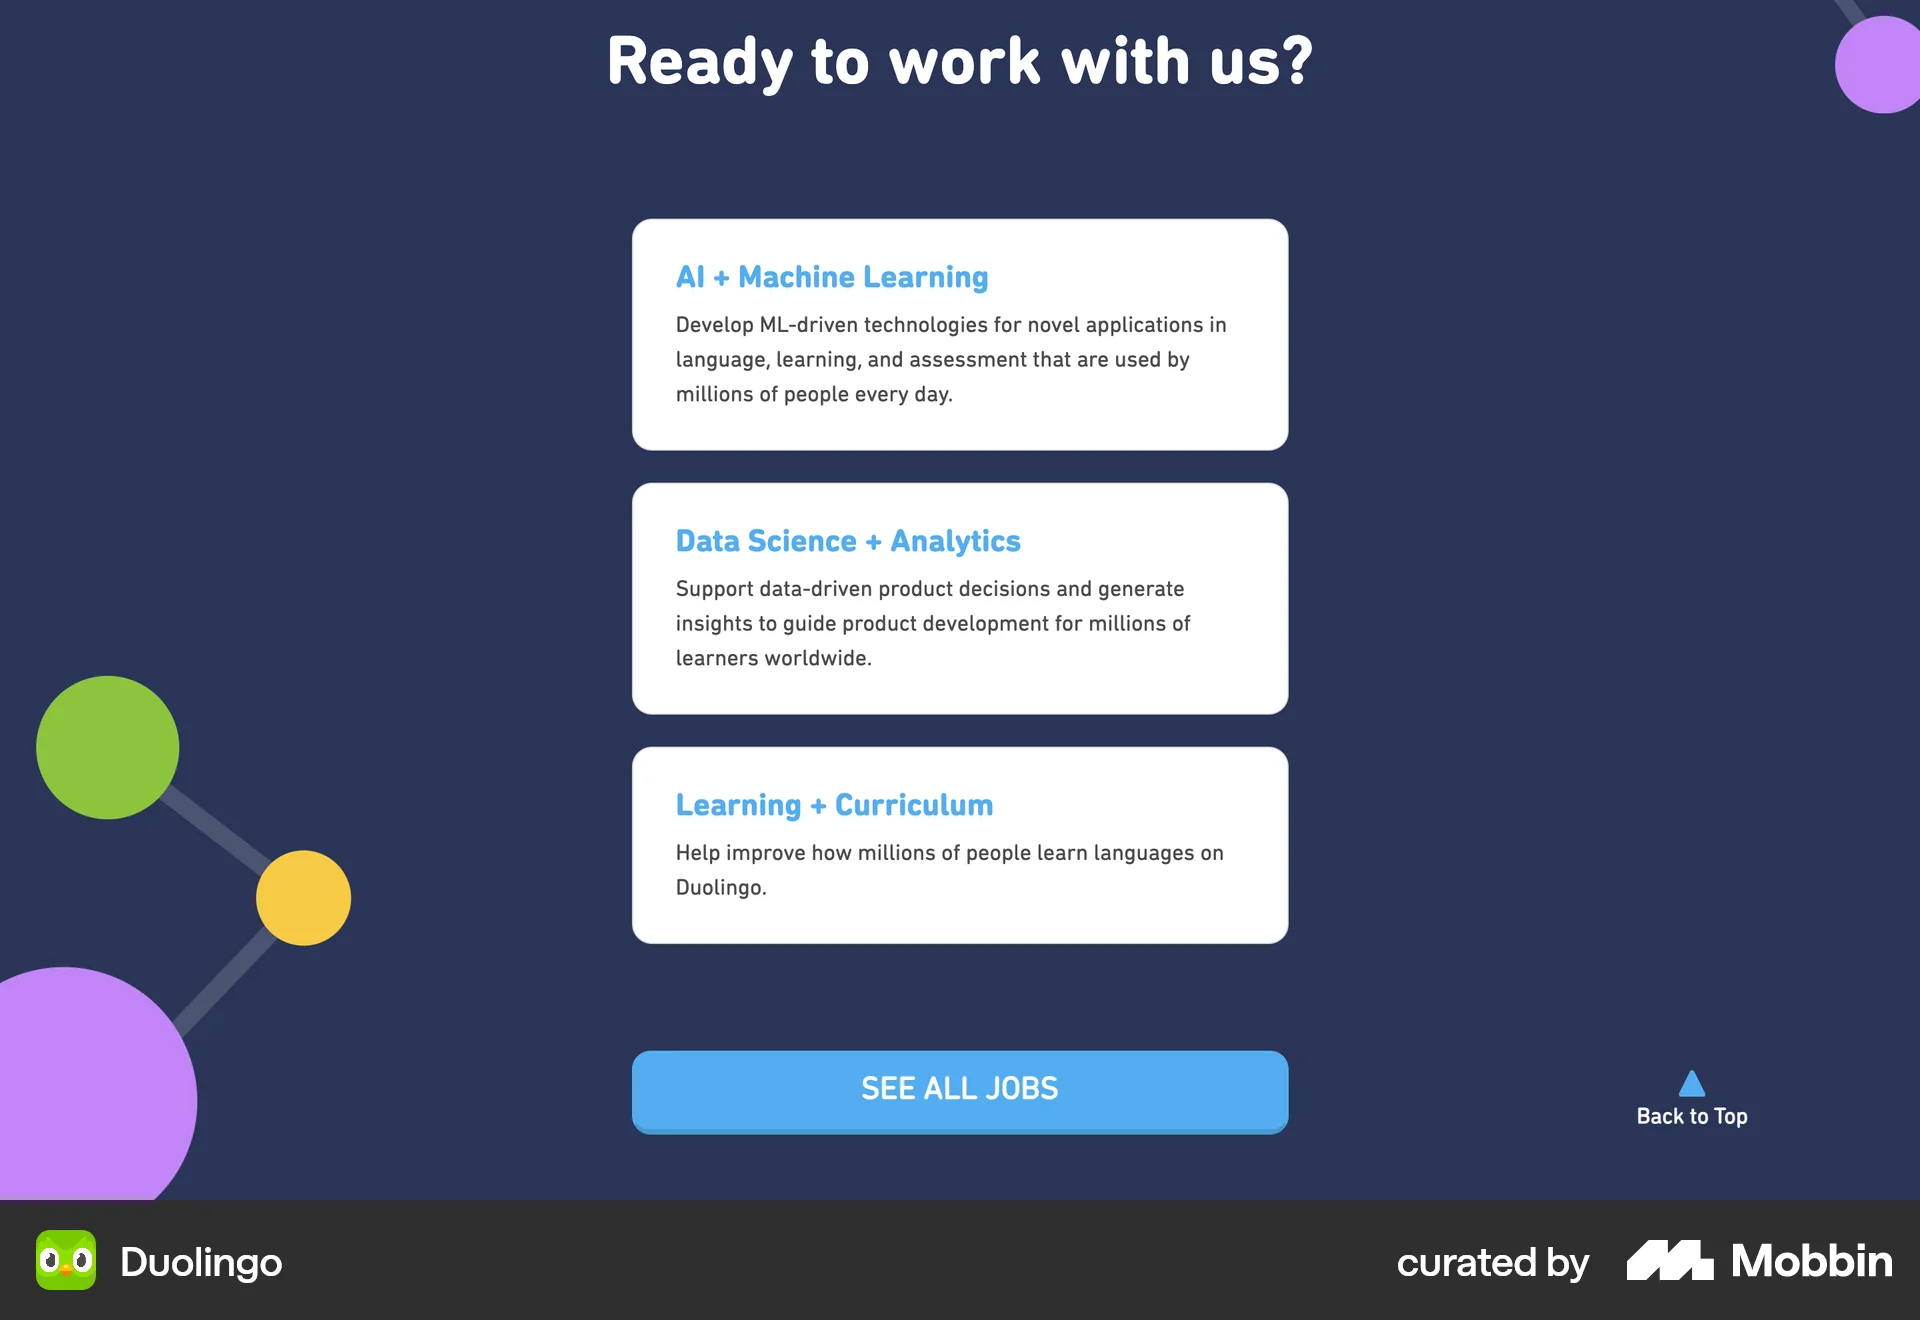 Ready to work with us?
AI + Machine Learning
Develop ML-driven technologies for novel applications in
language, learning, and assessment that are used by
millions of people every day.
Data Science + Analytics
Support data-driven product decisions and generate
insights to guide product development for millions of
learners worldwide.
Learning + Curriculum
Help improve how millions of people learn languages on
Duolingo.
SEE ALL JOBS
Back to Top
Duolingo
curated by Mobbin